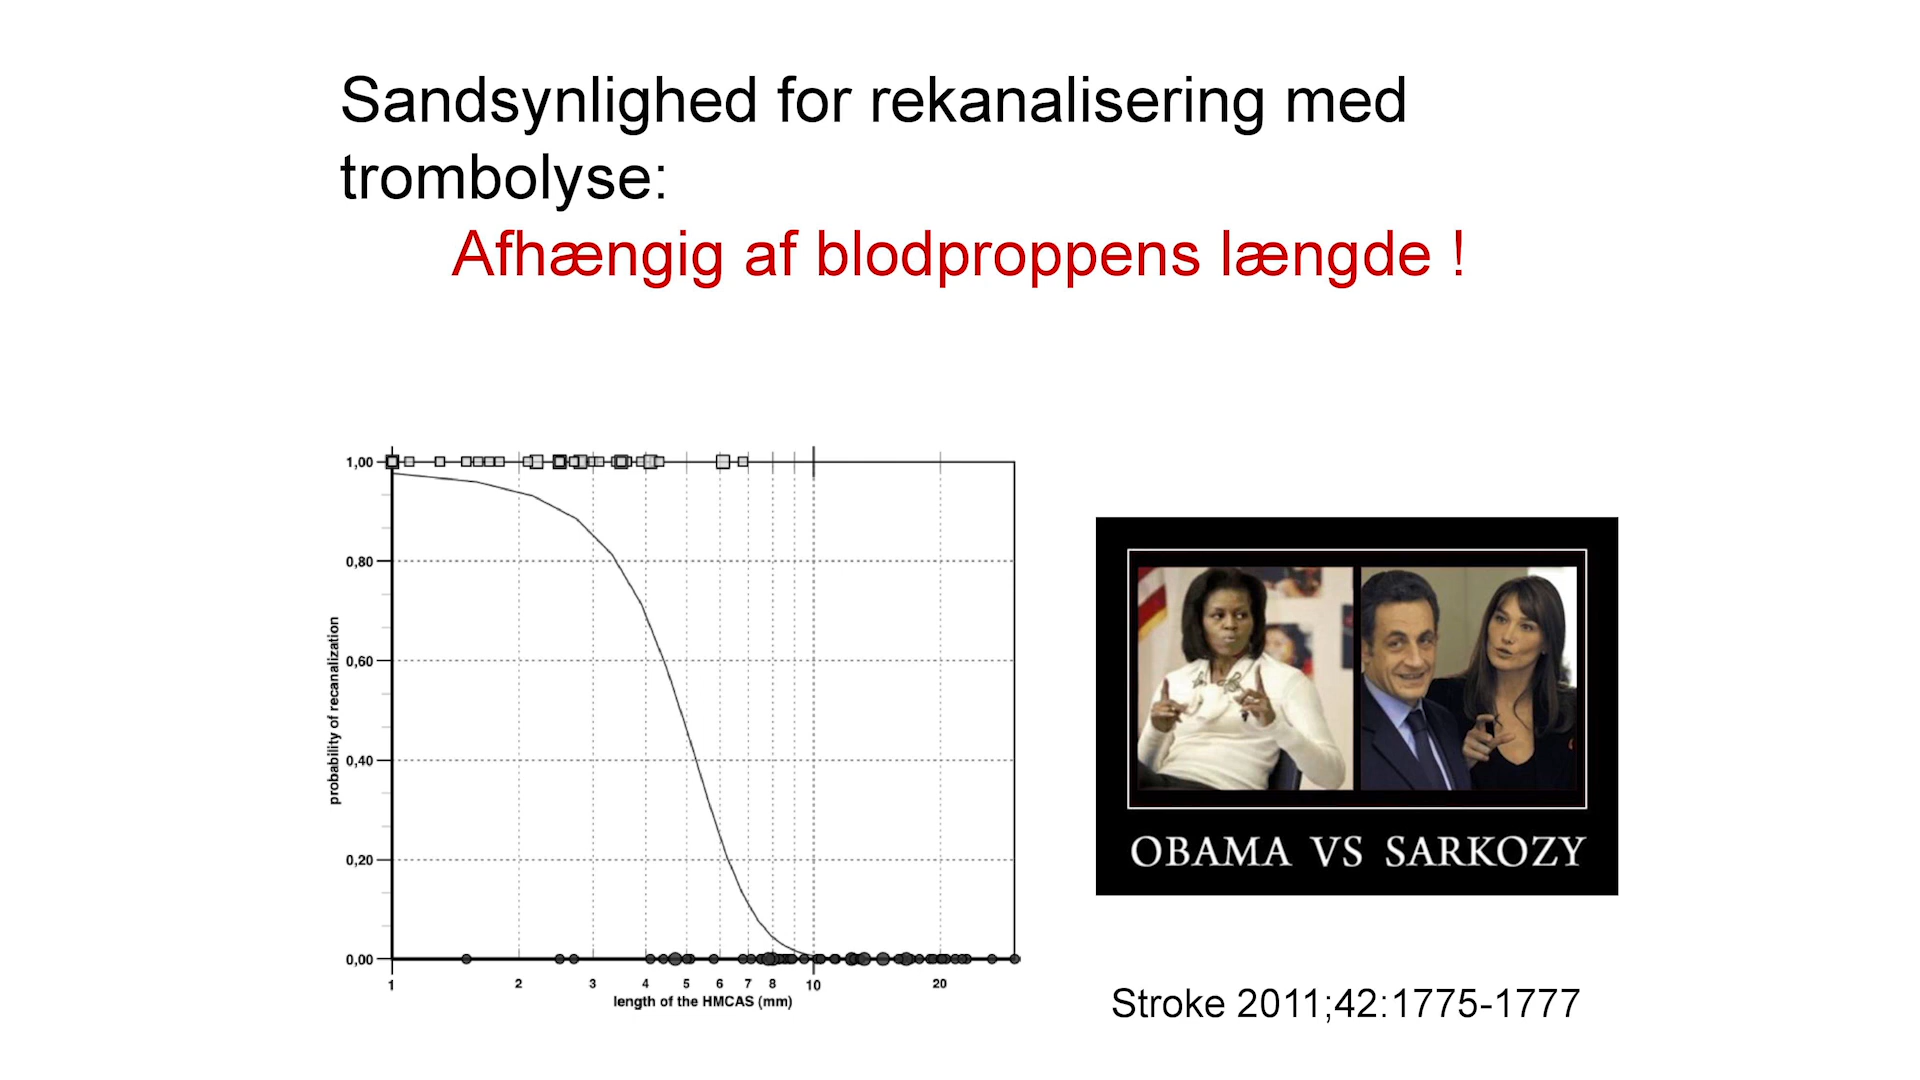 Sandsynlighed for rekanalisering med
trombolyse:
Afhængig af blodproppens længde !
probability of recanalization
1,00
0,80
0,60
0,40
0,20
0,00
1 2 3 4 5 6 7 8 10 20
length of the HMCAS (mm)
OBAMA VS SARKOZY
Stroke 2011;42:1775-1777